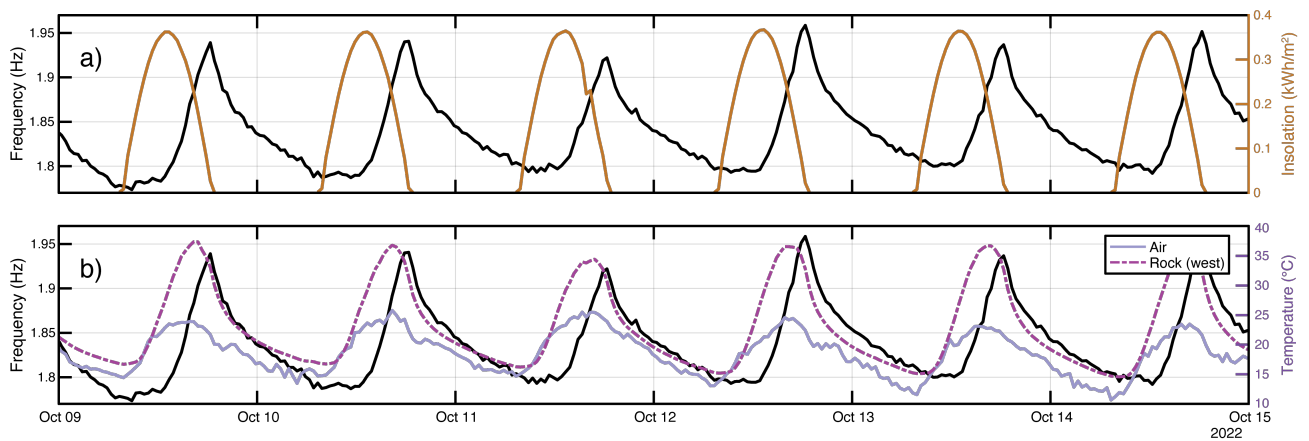 a)
Frequency (Hz)
1.95
1.9
1.85
1.8
0.4
0.3
0.2
0.1
0
Insolation (kWh/m²)
b)
Frequency (Hz)
1.95
1.9
1.85
1.8
Air
Rock (west)
40
35
30
25
20
15
10
Temperature (°C)
Oct 09
Oct 10
Oct 11
Oct 12
Oct 13
Oct 14
Oct 15
2022